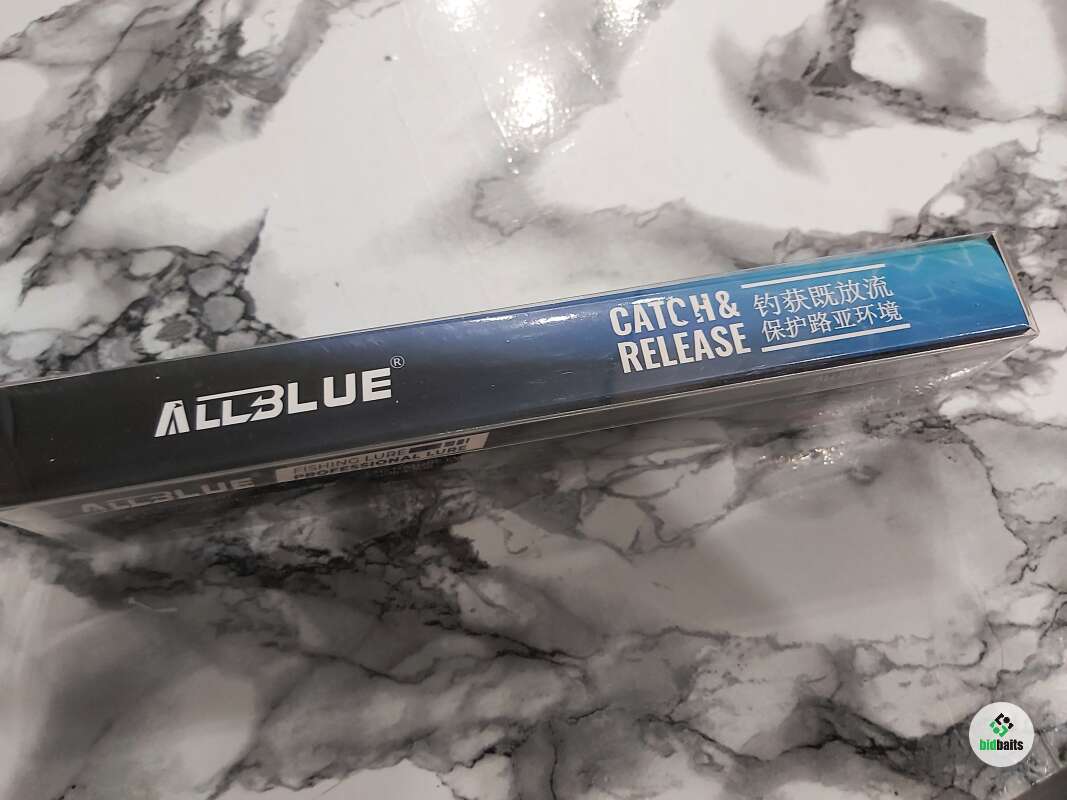 ALLBLUE®
CATCH&
RELEASE
钓获既放流
保护路亚环境
ALLBLUE
FISHING LURE
PROFESSIONAL LURE
bidbaits